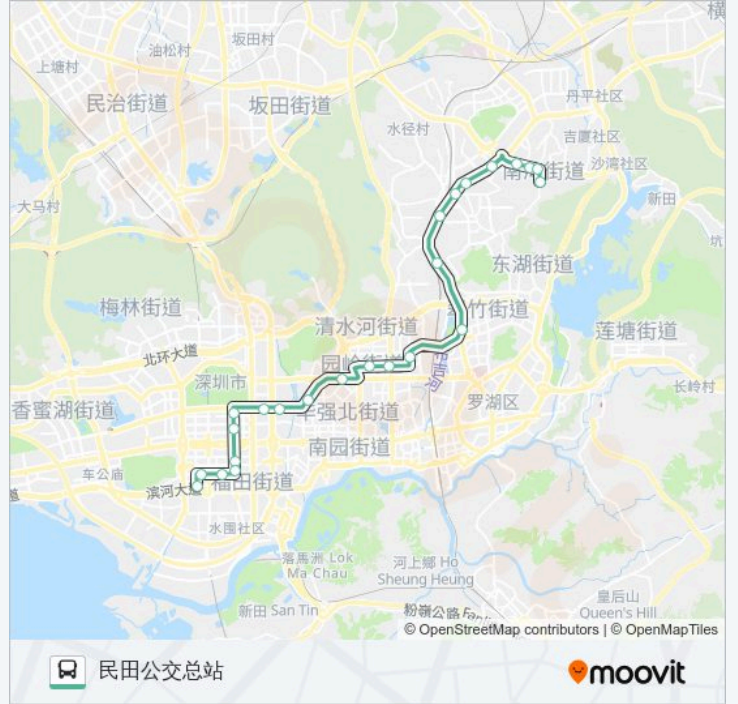 横
坂田村
油松村
上塘村
民治街道
坂田街道
丹平社区
水径村
吉厦社区
南湾街道
沙湾社区
大马村
新田
坑
东湖街道
梅林街道
清水河街道
竹街道
莲塘街道
北环大道
园岭街道
深圳市
长岭村
香蜜湖街道
华强北街道
罗湖区
南园街道
车公庙
滨河大道
福田街道
水围社区
落馬洲 Lok
Ma Chau
河上鄉 Ho
Sheung Heung
皇后山
Queen's Hill
新田 San Tin
粉嶺公路
© OpenStreetMap contributors | © OpenMapTiles
民田公交总站
moovit